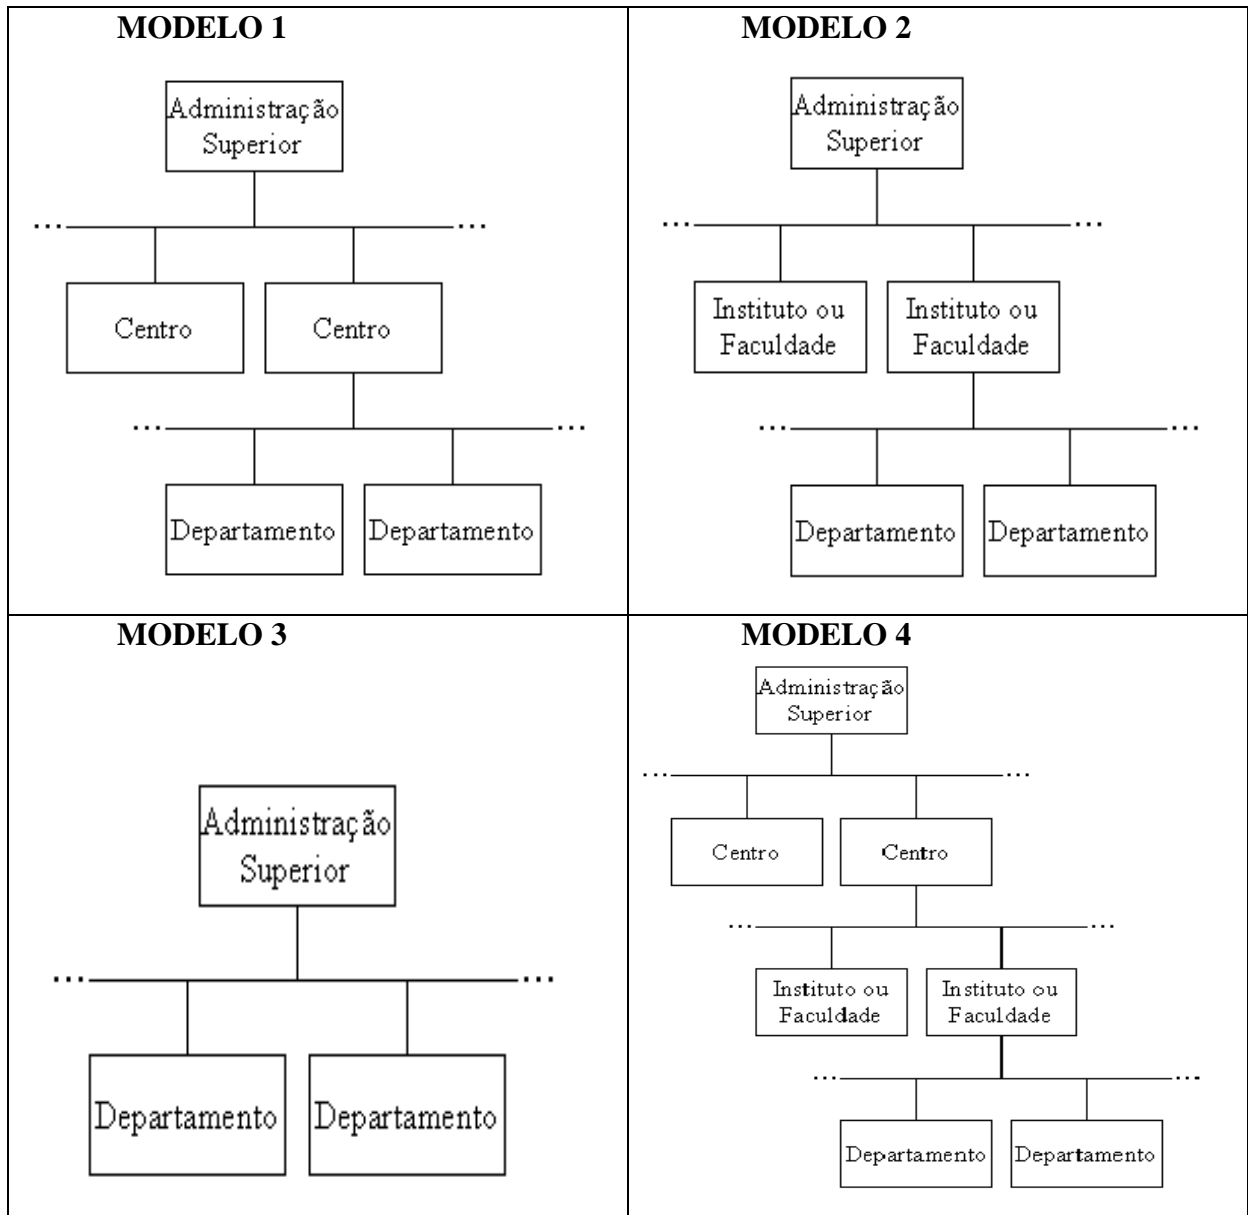 MODELO 1
Administração
Superior
... ...
Centro Centro
... ...
Departamento Departamento
MODELO 2
Administração
Superior
... ...
Instituto ou Instituto ou
Faculdade Faculdade
... ...
Departamento Departamento
MODELO 3
Administração
Superior
... ...
Departamento Departamento
MODELO 4
Administração
Superior
... ...
Centro Centro
... ...
Instituto ou Instituto ou
Faculdade Faculdade
... ...
Departamento Departamento